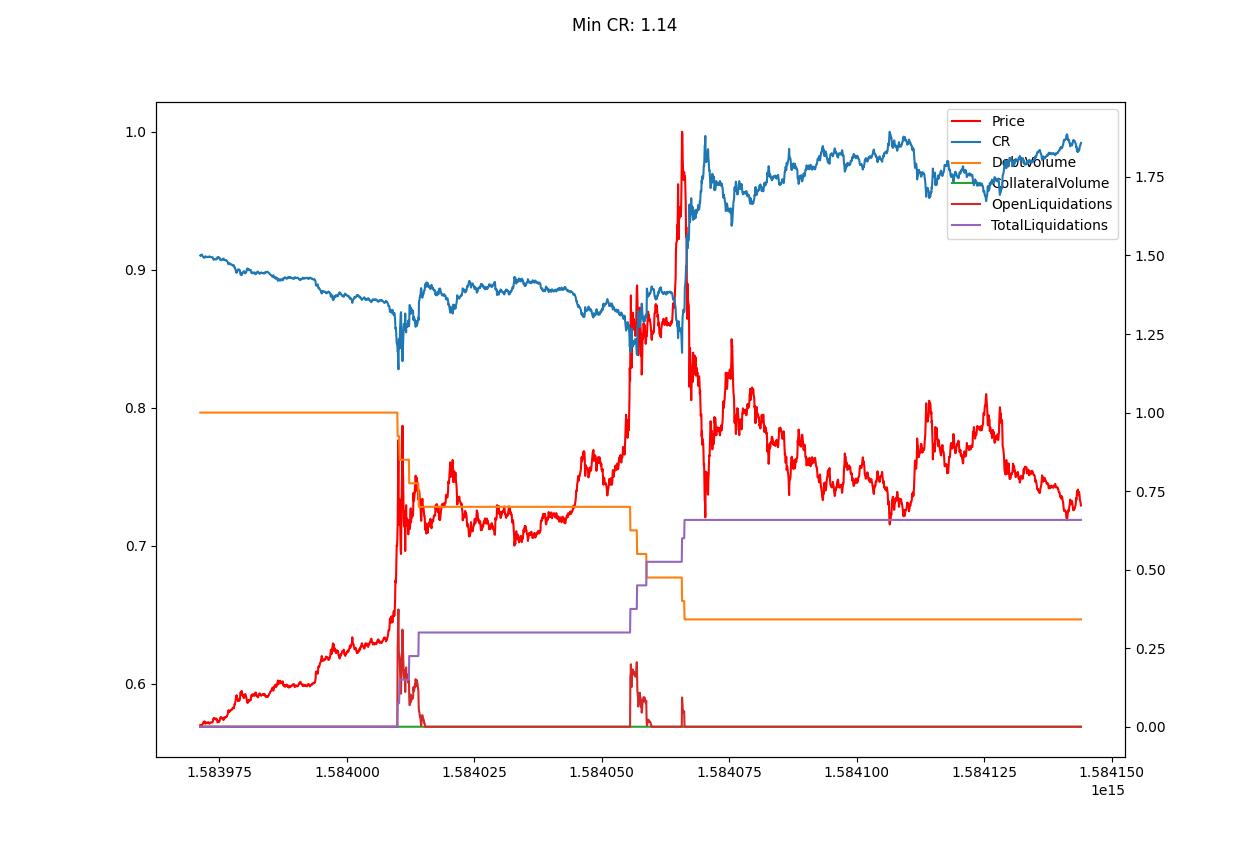 Min CR: 1.14
1.0
0.9
0.8
0.7
0.6
Price
CR
DebtVolume
CollateralVolume
OpenLiquidations
TotalLiquidations
1.75
1.50
1.25
1.00
0.75
0.50
0.25
0.00
1.583975 1.584000 1.584025 1.584050 1.584075 1.584100 1.584125 1.584150
1e15